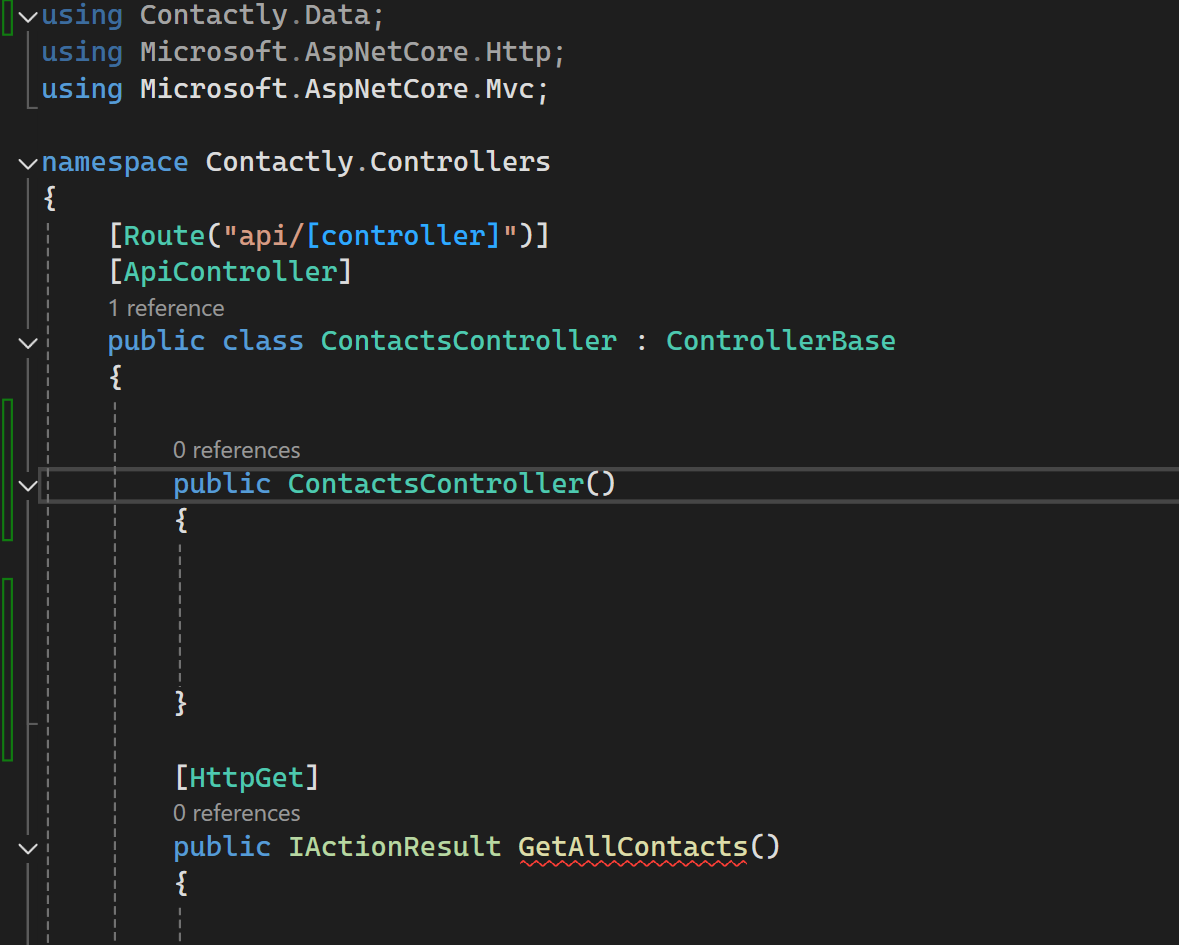 using Contactly.Data;
using Microsoft.AspNetCore.Http;
using Microsoft.AspNetCore.Mvc;
namespace Contactly.Controllers
{
[Route("api/[controller]")]
[ApiController]
1 reference
public class ContactsController : ControllerBase
{
0 references
public ContactsController()
{
}
[HttpGet]
0 references
public IActionResult GetAllContacts()
{